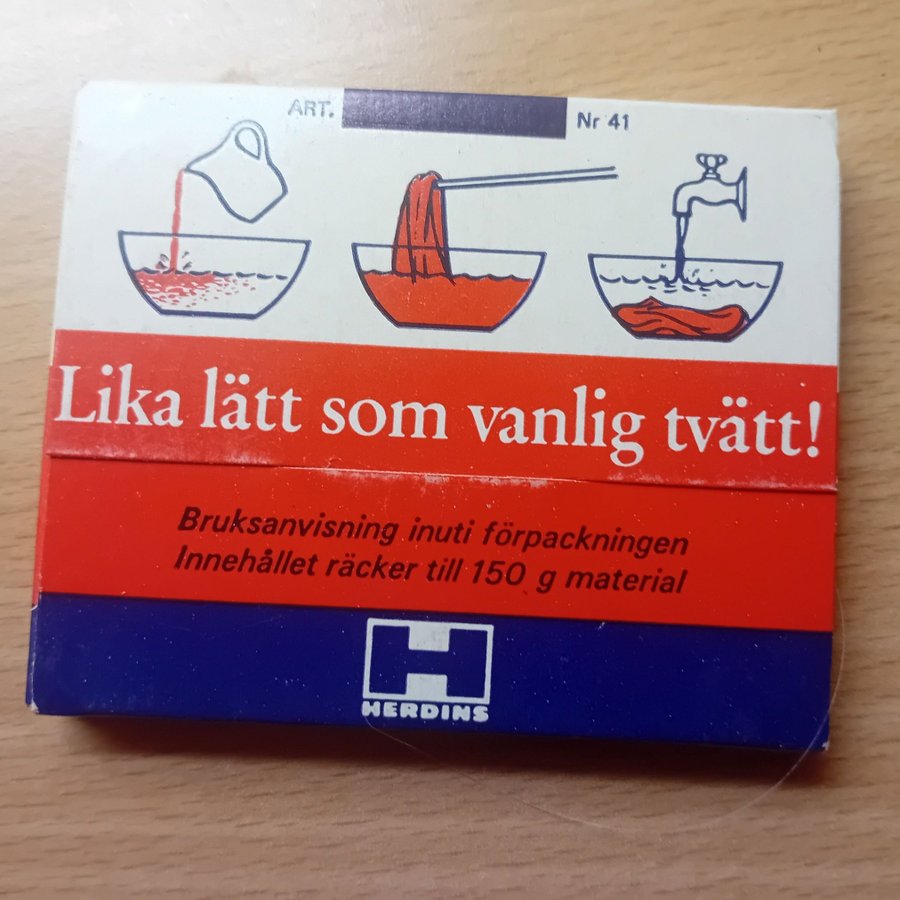 ART. Nr 41
Lika lätt som vanlig tvätt!
Bruksanvisning inuti förpackningen
Innehållet räcker till 150 g material
H
HERDINS